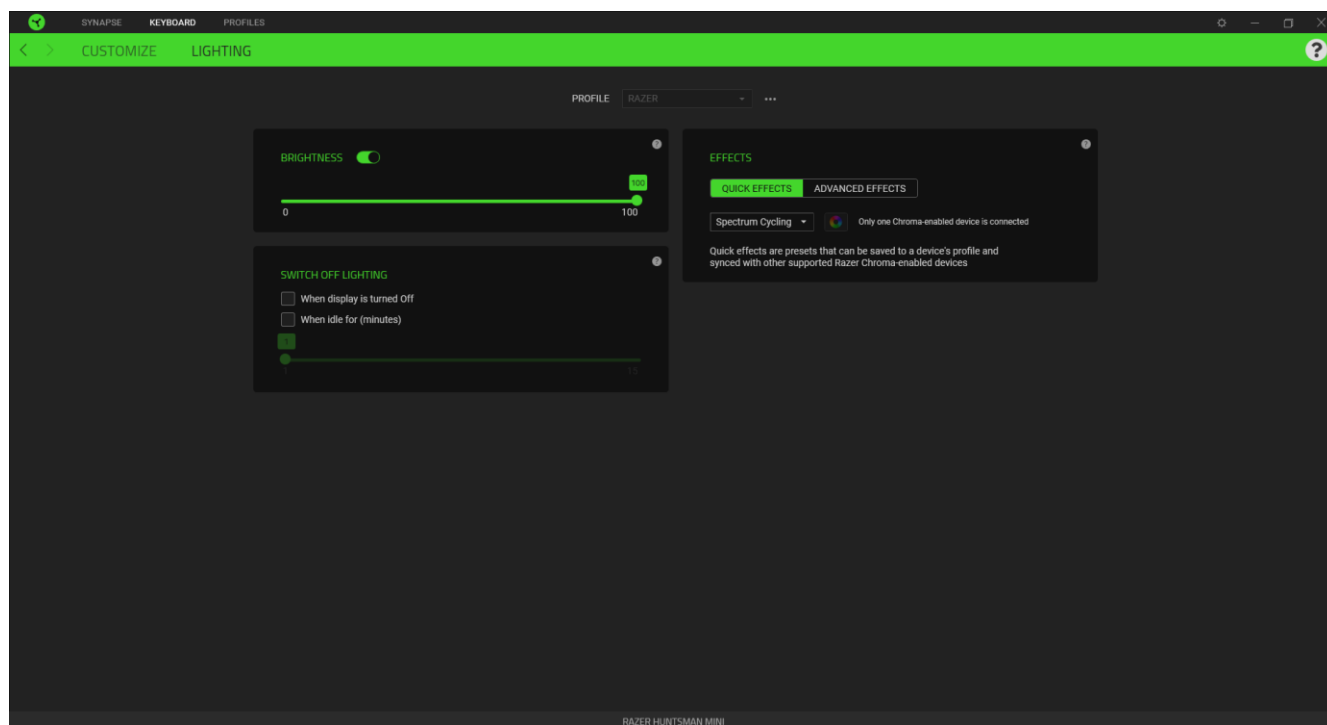 SYNAPSE KEYBOARD PROFILES
CUSTOMIZE LIGHTING
?
PROFILE RAZER
BRIGHTNESS
?
100
0 100
SWITCH OFF LIGHTING
?
When display is turned Off
When idle for (minutes)
1
1 15
EFFECTS
?
QUICK EFFECTS ADVANCED EFFECTS
Spectrum Cycling Only one Chroma-enabled device is connected
Quick effects are presets that can be saved to a device's profile and
synced with other supported Razer Chroma-enabled devices
RAZER HUNTSMAN MINI